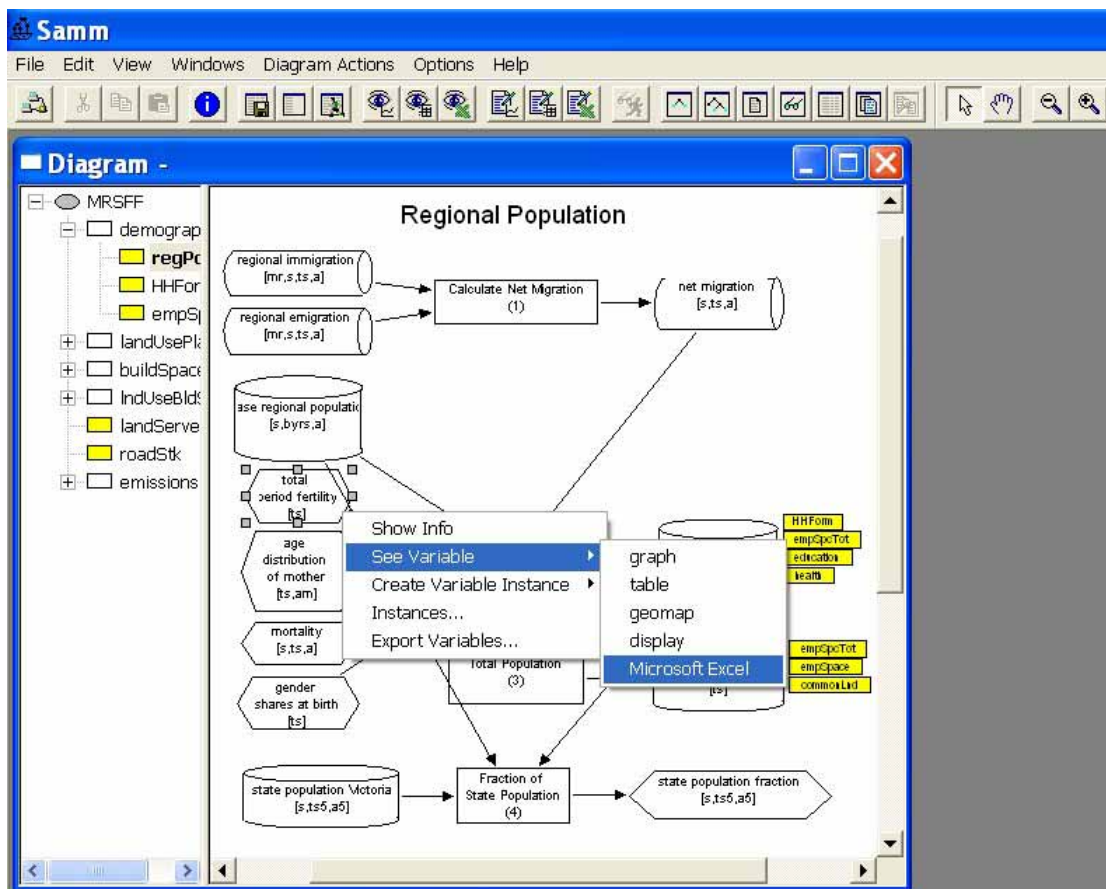 Samm
File Edit View Windows Diagram Actions Options Help
Diagram -
MRSFF
demograp
regPo
HHFor
empSp
landUsePla
buildSpace
lndUseBldS
landServe
roadStk
emissions
Regional Population
regional immigration
[mr,s,ts,a]
Calculate Net Migration
(1)
net migration
[s,ts,a]
regional emigration
[mr,s,ts,a]
ase regional populatio
[s,byrs,a]
total
period fertility
[ts]
age
distribution
of mother
[ts,am]
mortality
[s,ts,a]
gender
shares at birth
[ts]
Show Info
See Variable
Create Variable Instance
Instances...
Export Variables...
graph
table
geomap
display
Microsoft Excel
HHForm
empSpcTot
education
health
Total Population
(3)
[ts]
empSpcTot
empSpace
commonLnd
state population Victoria
[s,ts5,a5]
Fraction of
State Population
(4)
state population fraction
[s,ts5,a5]